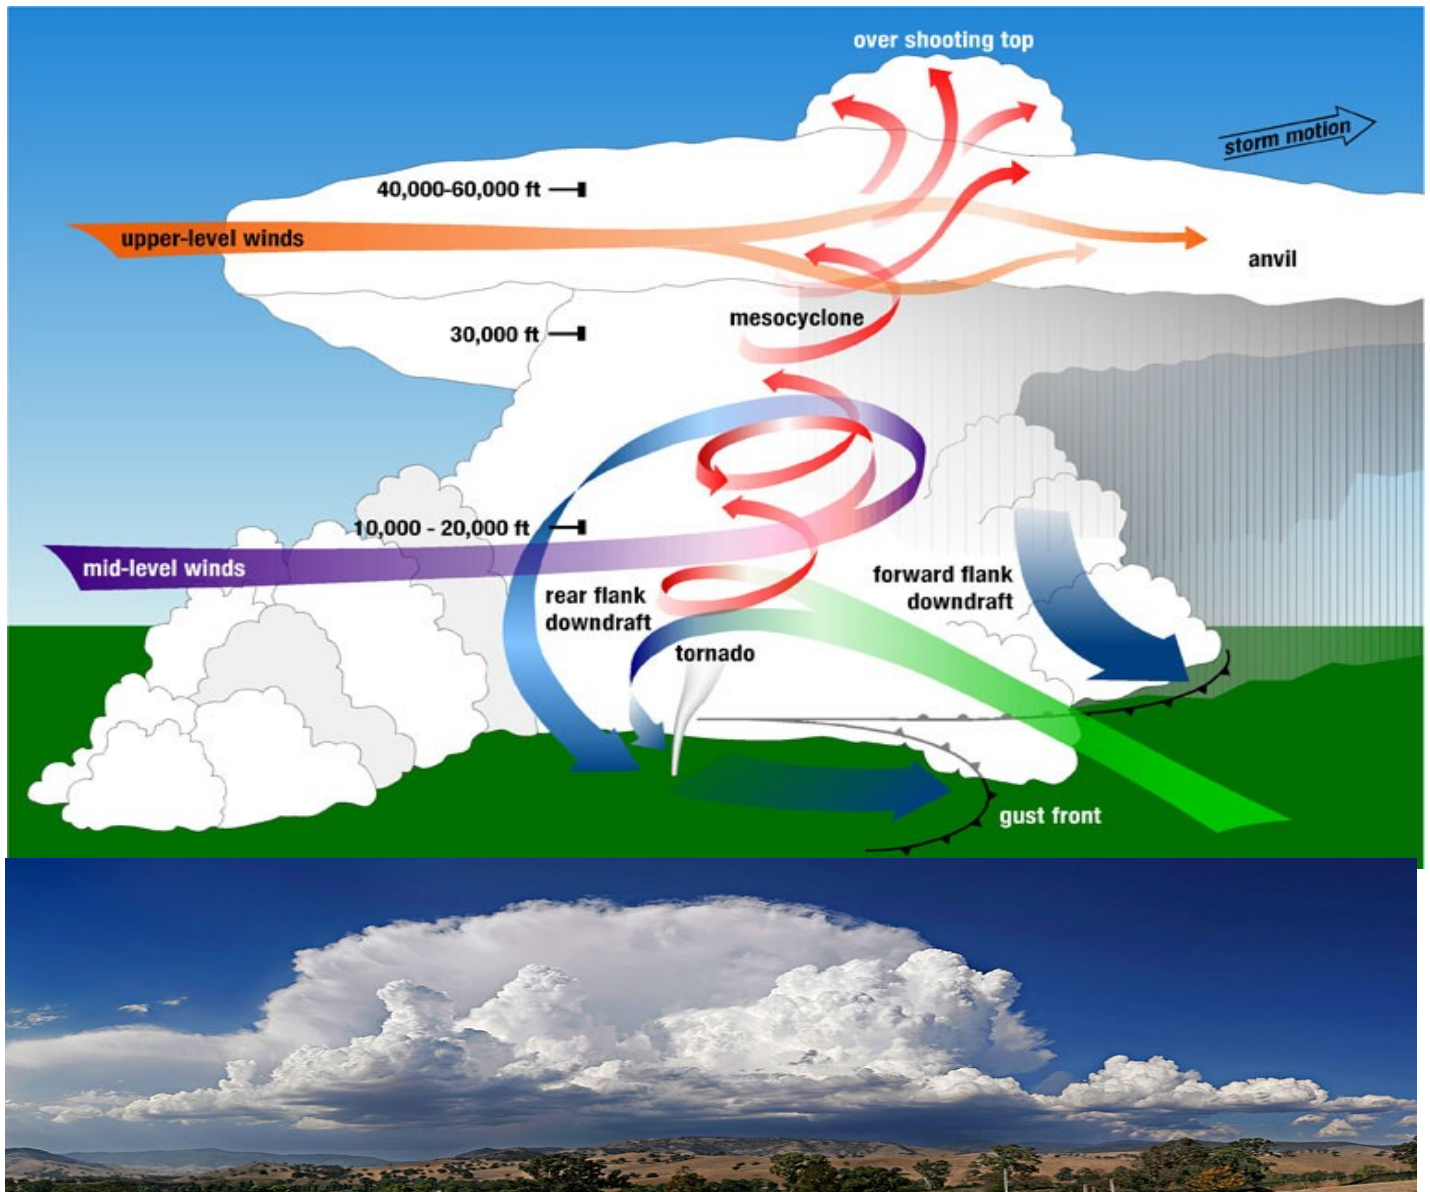 over shooting top
storm motion
40,000-60,000 ft
upper-level winds
anvil
mesocyclone
30,000 ft
10,000 - 20,000 ft
mid-level winds
forward flank
downdraft
rear flank
downdraft
tornado
gust front